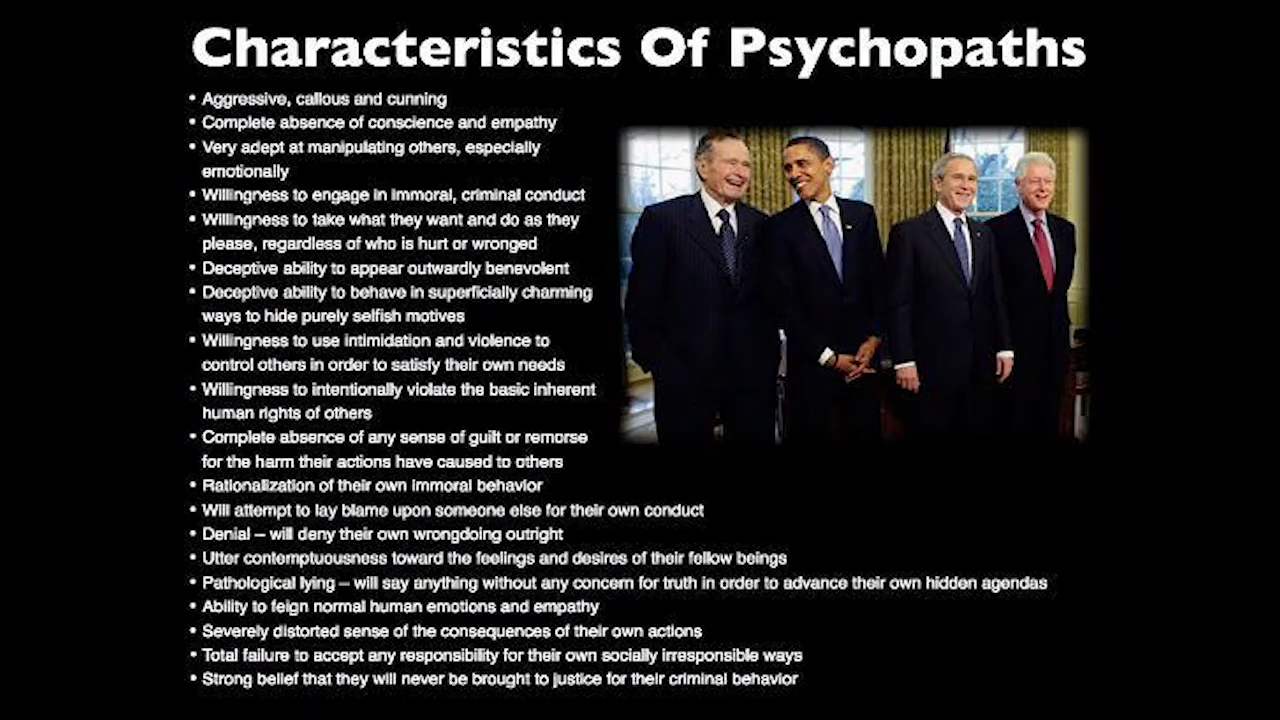 Characteristics Of Psychopaths
• Aggressive, callous and cunning
• Complete absence of conscience and empathy
• Very adept at manipulating others, especially
emotionally
• Willingness to engage in immoral, criminal conduct
• Willingness to take what they want and do as they
please, regardless of who is hurt or wronged
• Deceptive ability to appear outwardly benevolent
• Deceptive ability to behave in superficially charming
ways to hide purely selfish motives
• Willingness to use intimidation and violence to
control others in order to satisfy their own needs
• Willingness to intentionally violate the basic inherent
human rights of others
• Complete absence of any sense of guilt or remorse
for the harm their actions have caused to others
• Rationalization of their own immoral behavior
• Will attempt to lay blame upon someone else for their own conduct
• Denial – will deny their own wrongdoing outright
• Utter contemptuousness toward the feelings and desires of their fellow beings
• Pathological lying – will say anything without any concern for truth in order to advance their own hidden agendas
• Ability to feign normal human emotions and empathy
• Severely distorted sense of the consequences of their own actions
• Total failure to accept any responsibility for their own socially irresponsible ways
• Strong belief that they will never be brought to justice for their criminal behavior